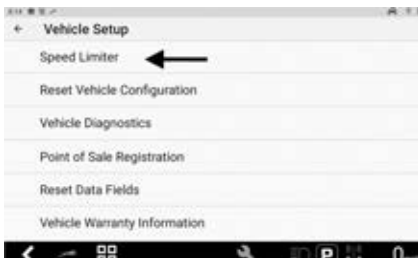 Vehicle Setup
Speed Limiter
Reset Vehicle Configuration
Vehicle Diagnostics
Point of Sale Registration
Reset Data Fields
Vehicle Warranty Information
P 0